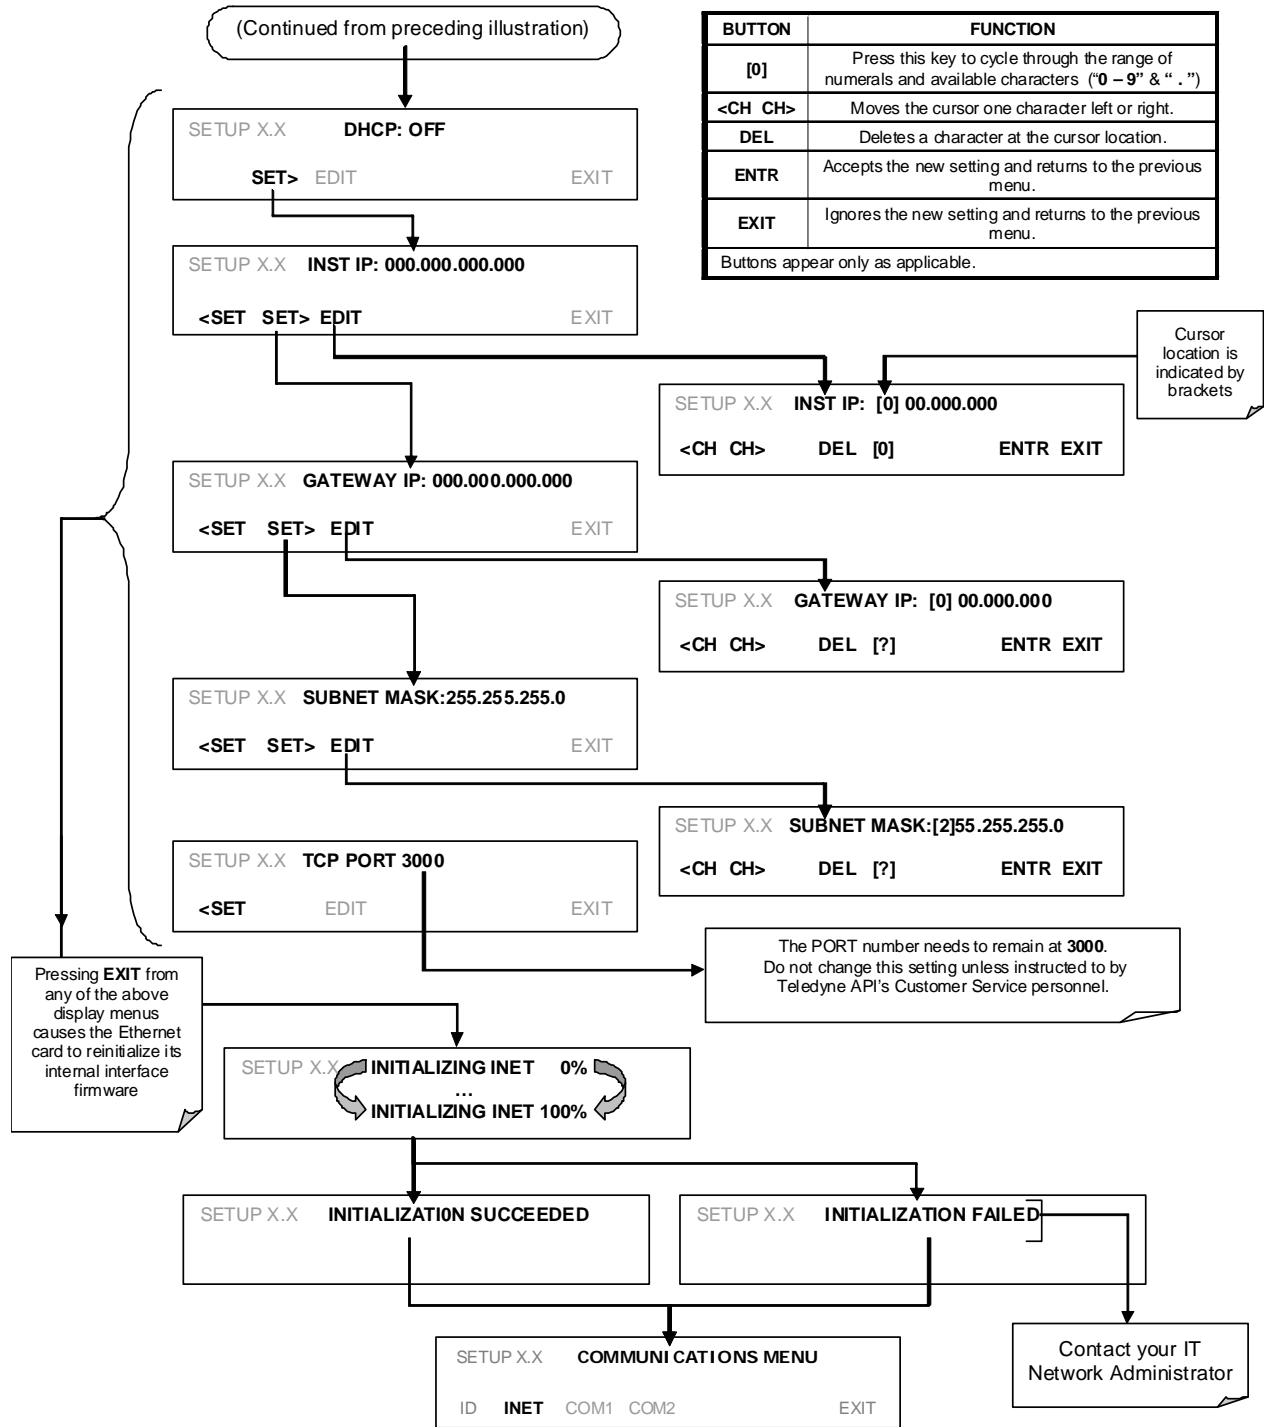 (Continued from preceding illustration)
BUTTON FUNCTION
[0] Press this key to cycle through the range of
numerals and available characters (“0 – 9” & “ . ”)
<CH CH> Moves the cursor one character left or right.
DEL Deletes a character at the cursor location.
ENTR Accepts the new setting and returns to the previous
menu.
EXIT Ignores the new setting and returns to the previous
menu.
Buttons appear only as applicable.
SETUP X.X DHCP: OFF
SET> EDIT EXIT
SETUP X.X INST IP: 000.000.000.000
<SET SET> EDIT EXIT
Cursor
location is
indicated by
brackets
SETUP X.X INST IP: [0] 00.000.000
<CH CH> DEL [0] ENTR EXIT
SETUP X.X GATEWAY IP: 000.000.000.000
<SET SET> EDIT EXIT
SETUP X.X GATEWAY IP: [0] 00.000.000
<CH CH> DEL [?] ENTR EXIT
SETUP X.X SUBNET MASK:255.255.255.0
<SET SET> EDIT EXIT
SETUP X.X SUBNET MASK:[2]55.255.255.0
<CH CH> DEL [?] ENTR EXIT
SETUP X.X TCP PORT 3000
<SET EDIT EXIT
The PORT number needs to remain at 3000.
Do not change this setting unless instructed to by
Teledyne API’s Customer Service personnel.
Pressing EXIT from
any of the above
display menus
causes the Ethernet
card to reinitialize its
internal interface
firmware
SETUP X.X INITIALIZING INET 0%
…
INITIALIZING INET 100%
SETUP X.X INITIALIZATI0N SUCCEEDED
SETUP X.X INITIALIZATION FAILED
Contact your IT
Network Administrator
SETUP X.X COMMUNICATIONS MENU
ID INET COM1 COM2 EXIT